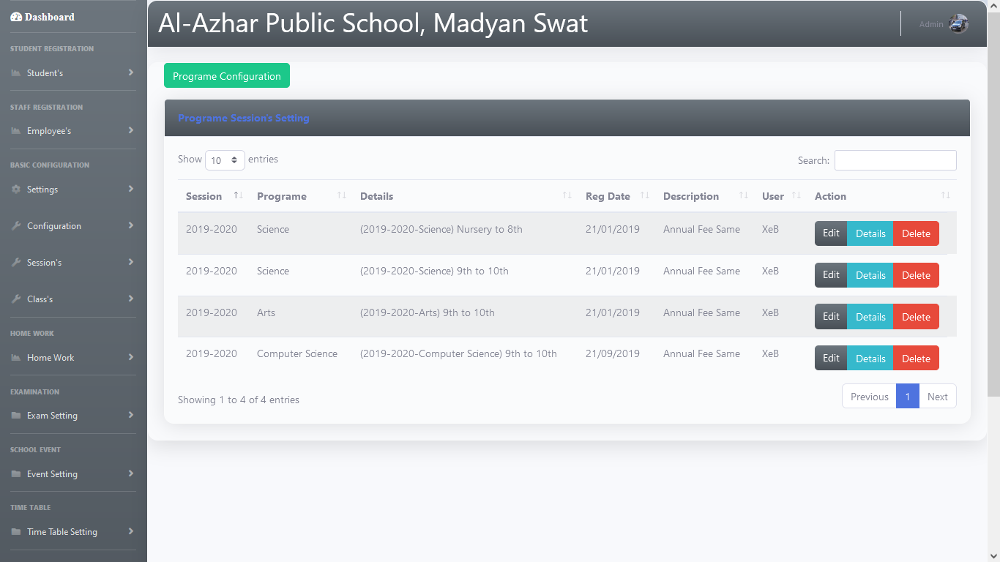 Dashboard
STUDENT REGISTRATION
Student's
STAFF REGISTRATION
Employee's
BASIC CONFIGURATION
Settings
Configuration
Session's
Class's
HOME WORK
Home Work
EXAMINATION
Exam Setting
SCHOOL EVENT
Event Setting
TIME TABLE
Time Table Setting
Al-Azhar Public School, Madyan Swat
Admin
Programe Configuration
Programe Session's Setting
Show 10 entries Search:
Session Programe Details Reg Date Description User Action
2019-2020 Science (2019-2020-Science) Nursery to 8th 21/01/2019 Annual Fee Same XeB Edit Details Delete
2019-2020 Science (2019-2020-Science) 9th to 10th 21/01/2019 Annual Fee Same XeB Edit Details Delete
2019-2020 Arts (2019-2020-Arts) 9th to 10th 21/01/2019 Annual Fee Same XeB Edit Details Delete
2019-2020 Computer Science (2019-2020-Computer Science) 9th to 10th 21/09/2019 Annual Fee Same XeB Edit Details Delete
Showing 1 to 4 of 4 entries Previous 1 Next